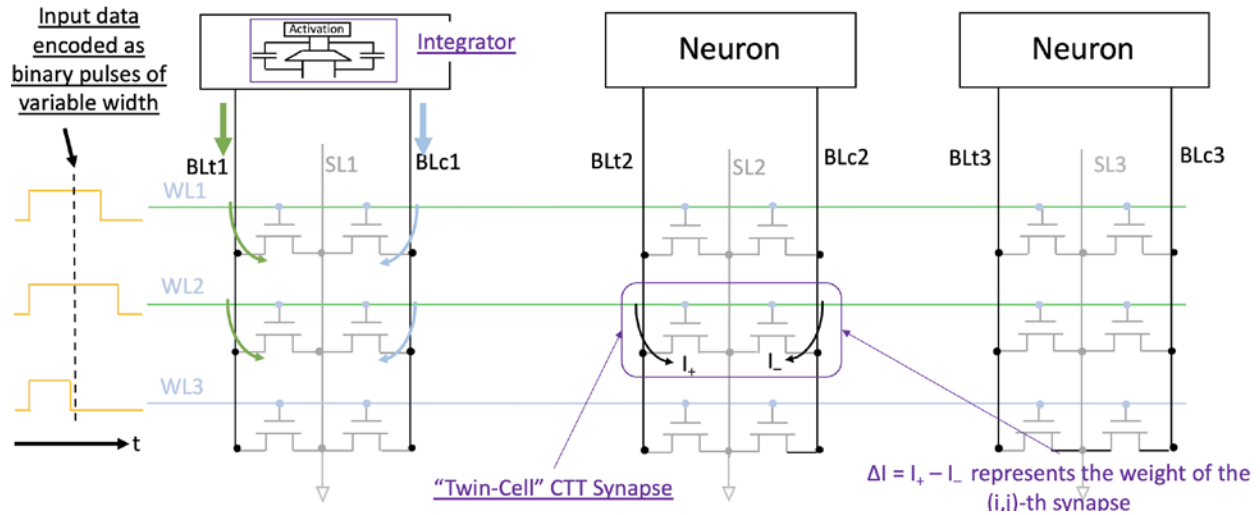 Input data
encoded as
binary pulses of
variable width
Activation
Integrator
Neuron
Neuron
BLt1
SL1
BLc1
BLt2
SL2
BLc2
BLt3
SL3
BLc3
WL1
WL2
I+
I–
WL3
t
"Twin-Cell" CTT Synapse
ΔI = I+ – I– represents the weight of the
(i,j)-th synapse